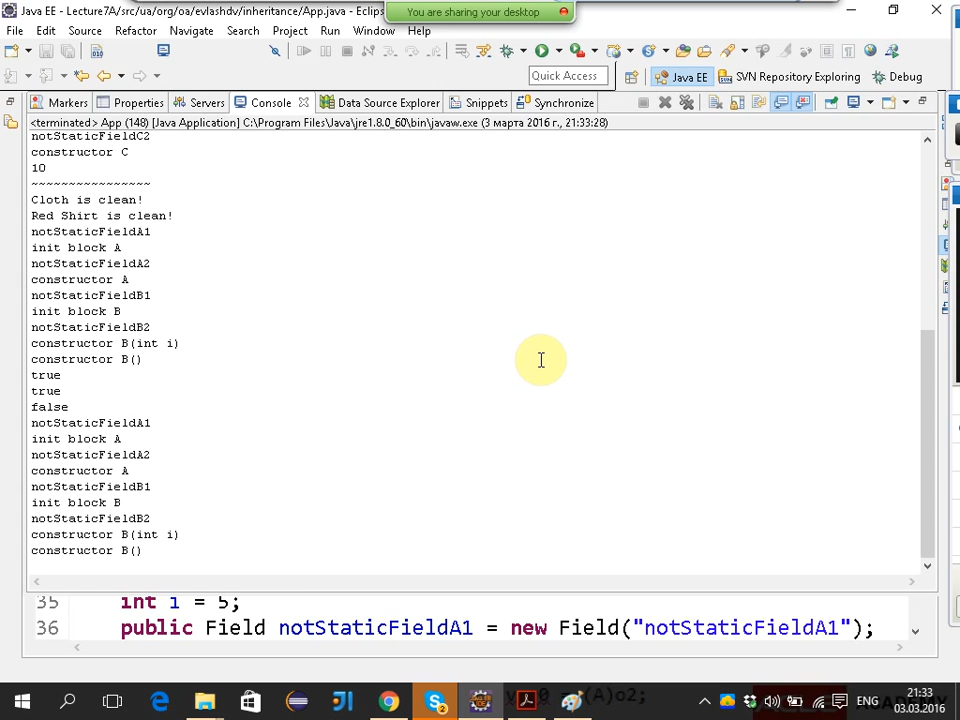 Java EE - Lecture7A/src/ua/org/oa/evlashdv/inheritance/App.java - Eclips
You are sharing your desktop
File Edit Source Refactor Navigate Search Project Run Window Help
Quick Access
Java EE SVN Repository Exploring Debug
Markers Properties Servers Console Data Source Explorer Snippets Synchronize
<terminated> App (148) [Java Application] C:\Program Files\Java\jre1.8.0_60\bin\javaw.exe (3 марта 2016 г., 21:33:28)
notStaticFieldC2
constructor C
10
~~~~~~~~~~~~~~~~
Cloth is clean!
Red Shirt is clean!
notStaticFieldA1
init block A
notStaticFieldA2
constructor A
notStaticFieldB1
init block B
notStaticFieldB2
constructor B(int i)
constructor B()
true
true
false
notStaticFieldA1
init block A
notStaticFieldA2
constructor A
notStaticFieldB1
init block B
notStaticFieldB2
constructor B(int i)
constructor B()
35 int i = 5;
36 public Field notStaticFieldA1 = new Field("notStaticFieldA1");
(A)o2;
ENG
21:33
03.03.2016